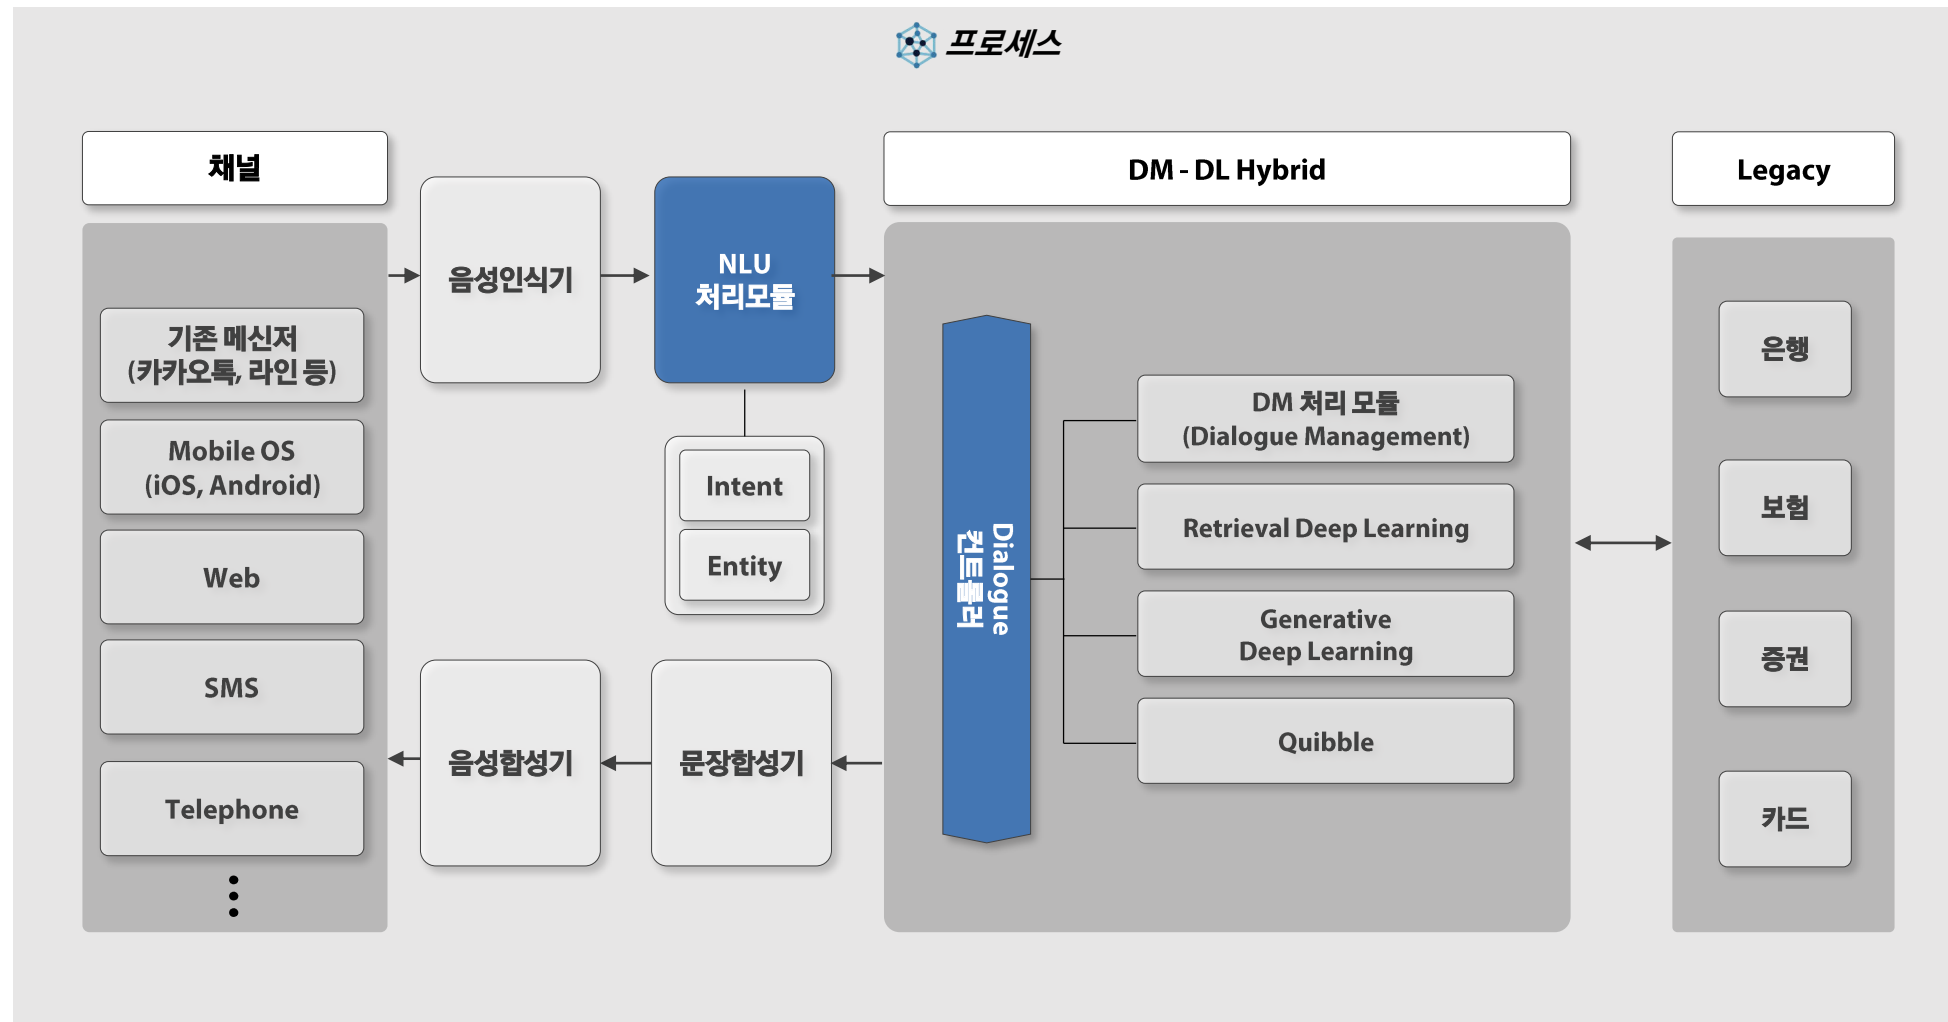 프로세스
채널
기존 메신저
(카카오톡, 라인 등)
Mobile OS
(iOS, Android)
Web
SMS
Telephone
음성인식기
NLU
처리모듈
Intent
Entity
음성합성기
문장합성기
DM - DL Hybrid
Dialogue
컨트롤러
DM 처리 모듈
(Dialogue Management)
Retrieval Deep Learning
Generative
Deep Learning
Quibble
Legacy
은행
보험
증권
카드